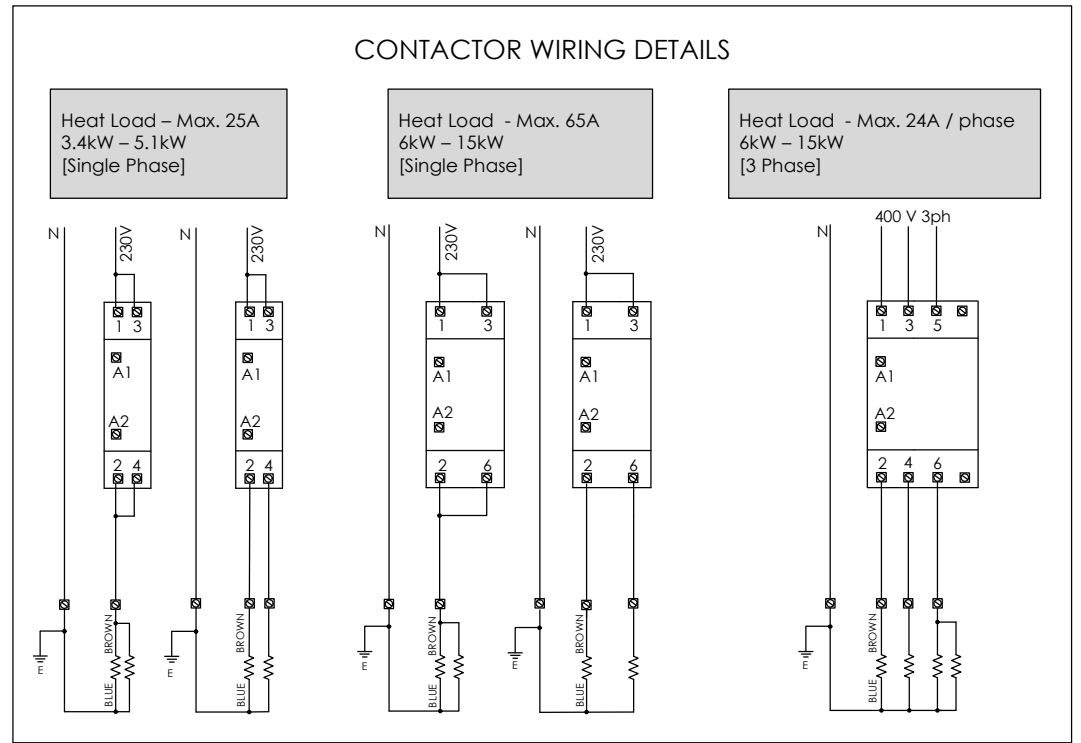 CONTACTOR WIRING DETAILS
Heat Load – Max. 25A
3.4kW – 5.1kW
[Single Phase]
Heat Load - Max. 65A
6kW – 15kW
[Single Phase]
Heat Load - Max. 24A / phase
6kW – 15kW
[3 Phase]
N
230V
1 3
A1
A2
2 4
BROWN
BLUE
E
N
230V
1 3
A1
A2
2 4
BROWN
BLUE
E
N
230V
1 3
A1
A2
2 6
BROWN
BLUE
E
N
230V
1 3
A1
A2
2 6
BROWN
BLUE
E
400 V 3ph
N
1 3 5
A1
A2
2 4 6
BROWN
BLUE
E